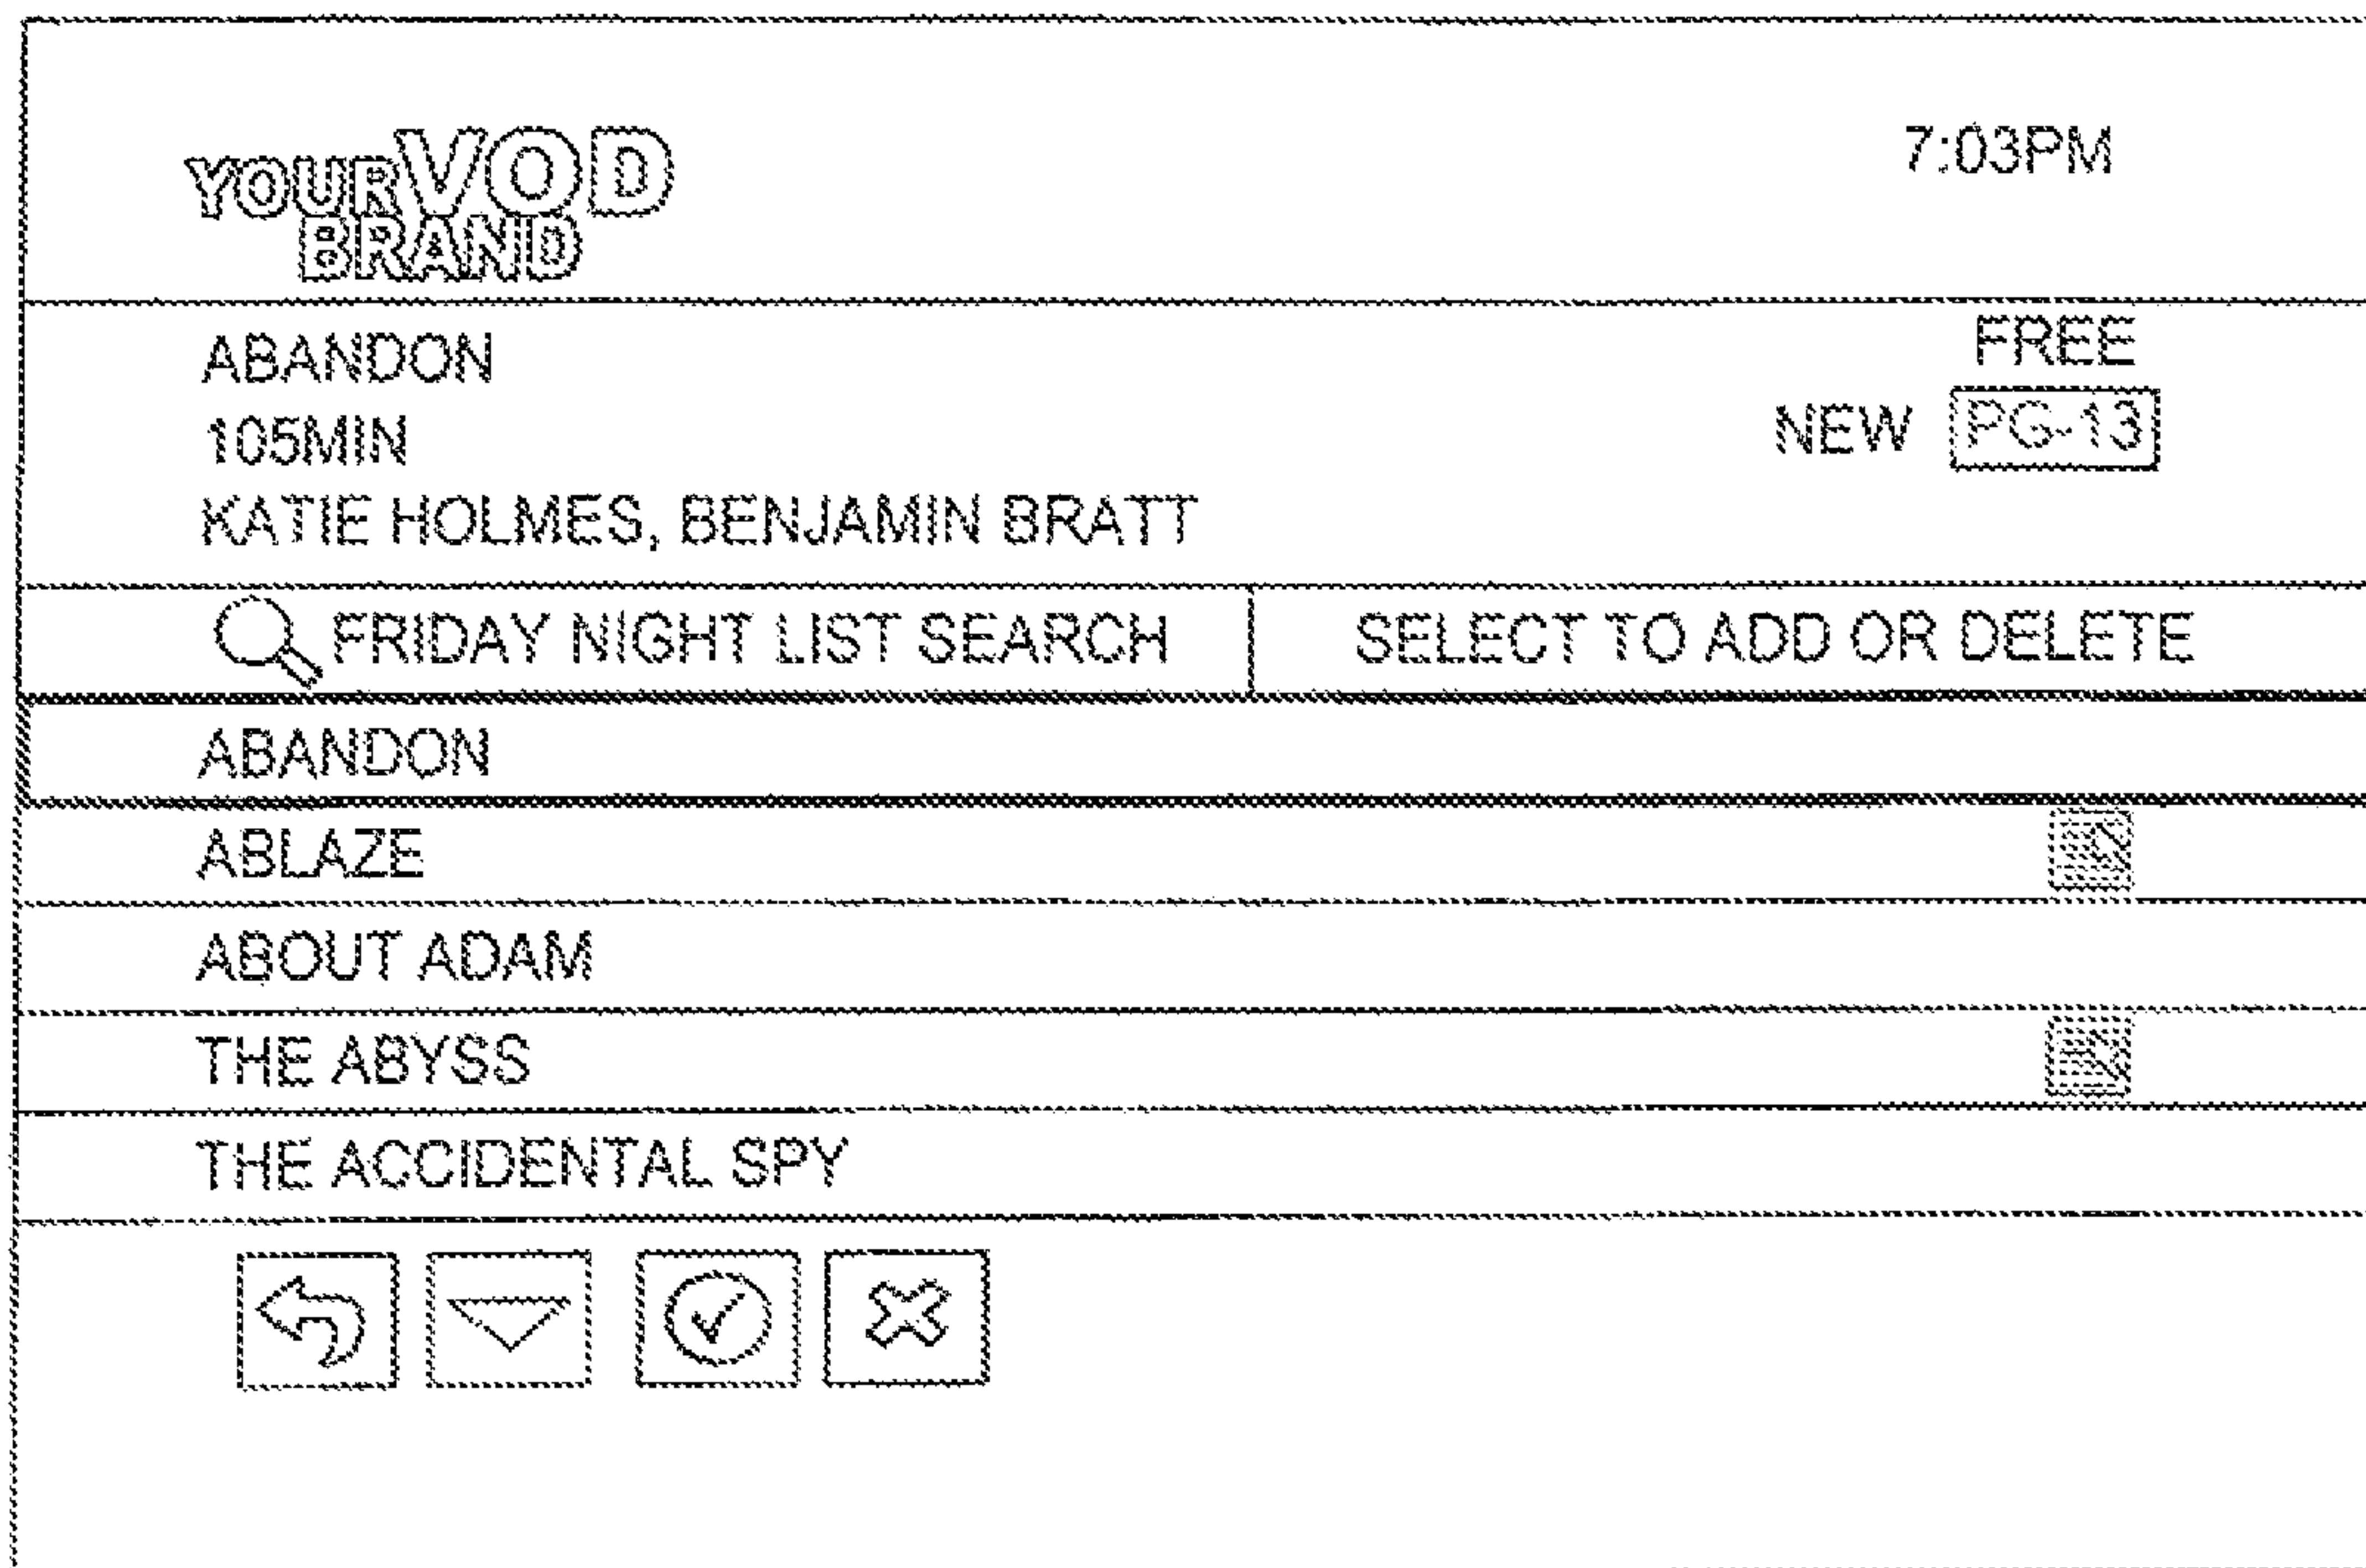 YOUR VOD
BRAND
7:03PM
ABANDON
FREE
105MIN
NEW PG-13
KATIE HOLMES, BENJAMIN BRATT
FRIDAY NIGHT LIST SEARCH
SELECT TO ADD OR DELETE
ABANDON
ABLAZE
ABOUT ADAM
THE ABYSS
THE ACCIDENTAL SPY